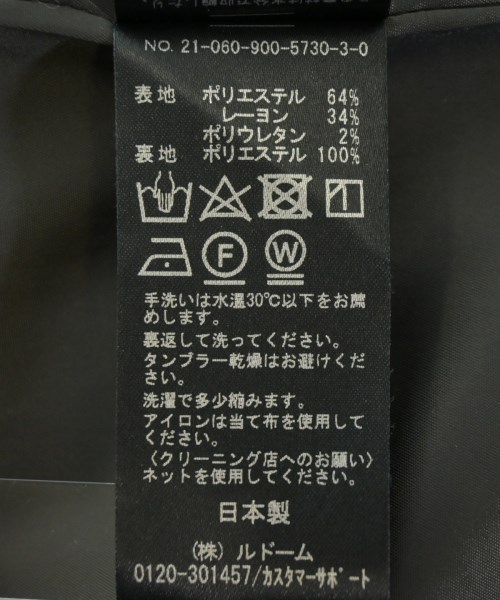 NO. 21-060-900-5730-3-0
表地 ポリエステル 64%
レーヨン 34%
ポリウレタン 2%
裏地 ポリエステル 100%
F
W
手洗いは水温30℃以下をお薦
めします。
裏返して洗ってください。
タンブラー乾燥はお避けくだ
さい。
洗濯で多少縮みます。
アイロンは当て布を使用して
ください。
〈クリーニング店へのお願い〉
ネットを使用してください。
日本製
(株) ルドーム
0120-301457/カスタマーサポート